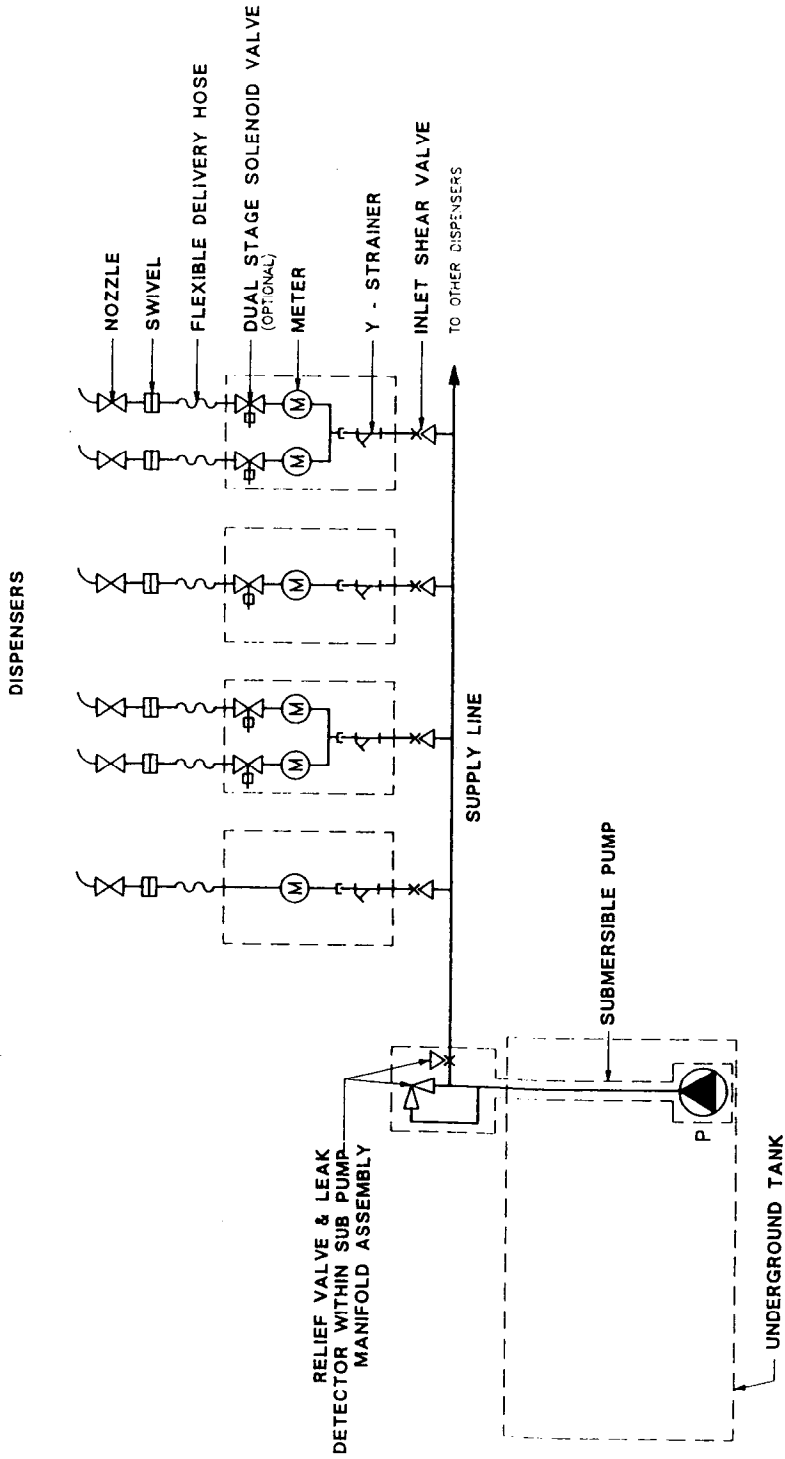 DISPENSERS
NOZZLE
SWIVEL
FLEXIBLE DELIVERY HOSE
DUAL STAGE SOLENOID VALVE
(OPTIONAL)
METER
Y - STRAINER
INLET SHEAR VALVE
TO OTHER DISPENSERS
M
M
M
M
M
M
SUPPLY LINE
SUBMERSIBLE PUMP
P
RELIEF VALVE & LEAK
DETECTOR WITHIN SUB PUMP
MANIFOLD ASSEMBLY
UNDERGROUND TANK